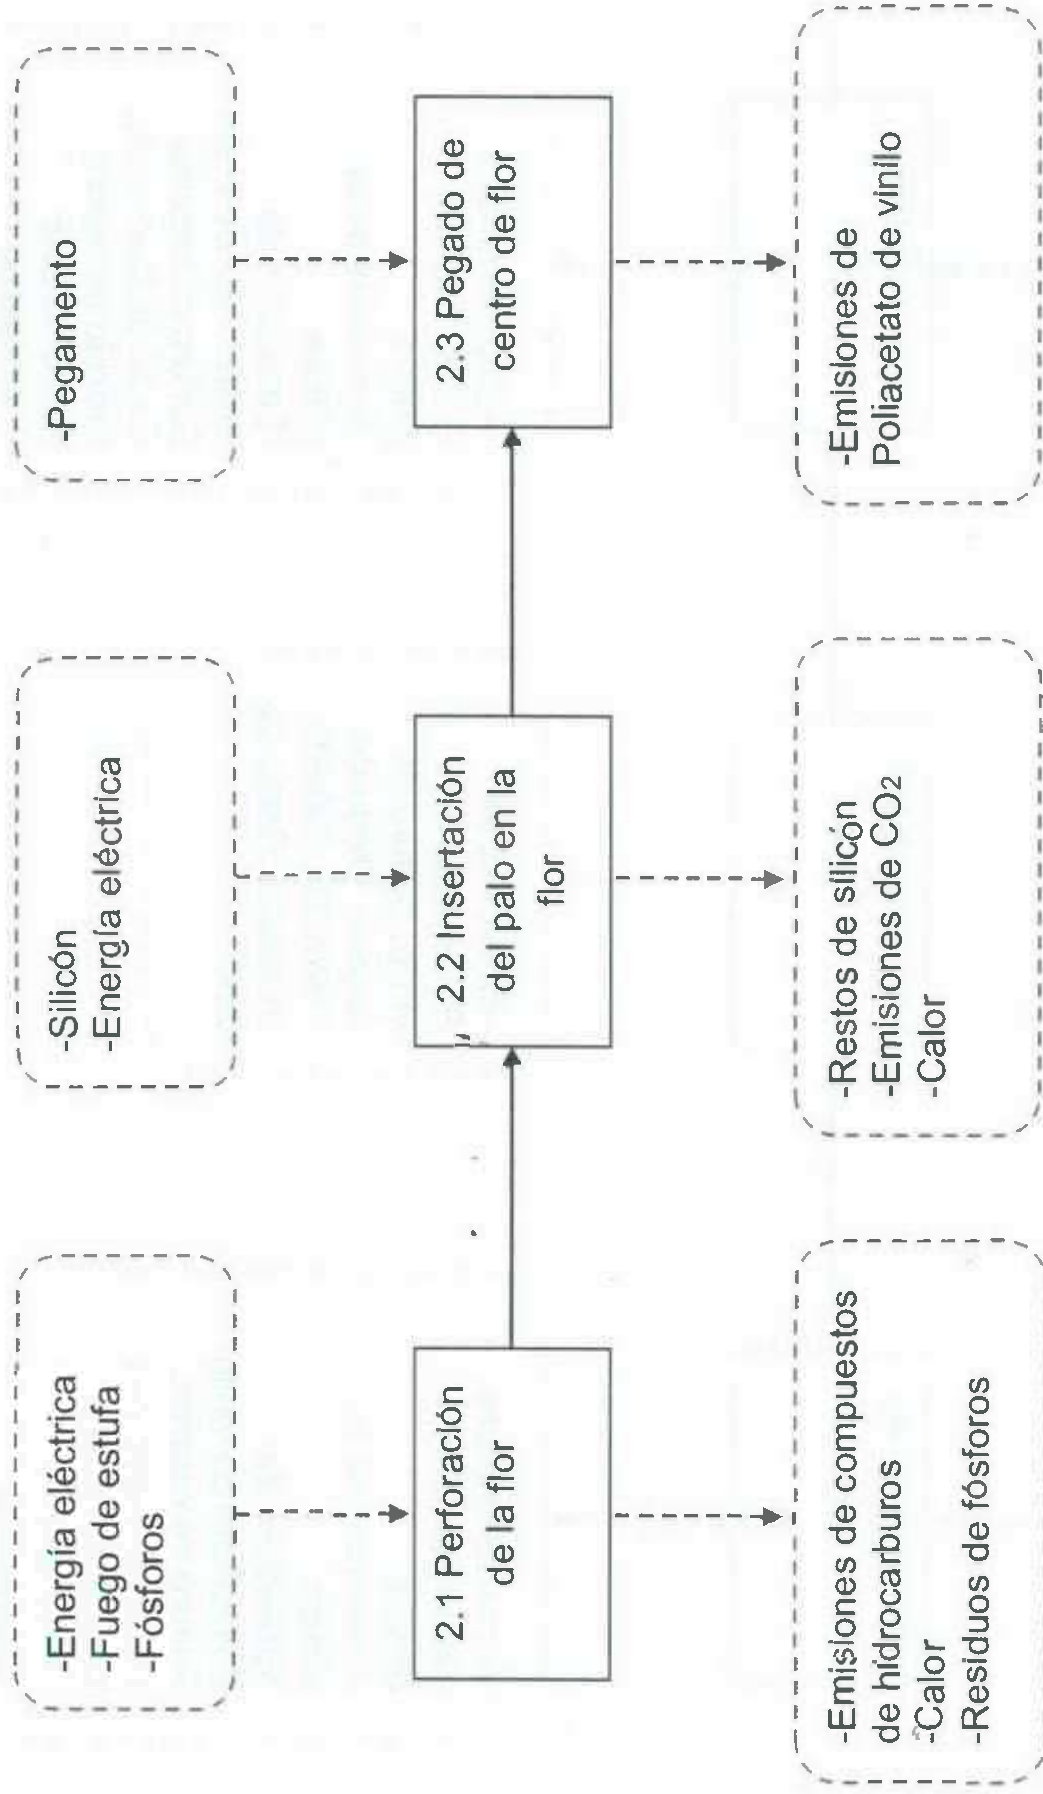 -Energía eléctrica
-Fuego de estufa
-Fósforos
-Silicón
-Energía eléctrica
-Pegamento
2.1 Perforación
de la flor
2.2 Insertación
del palo en la
flor
2.3 Pegado de
centro de flor
-Emisiones de compuestos
de hidrocarburos
-Calor
-Residuos de fósforos
-Restos de silicón
-Emisiones de CO2
-Calor
-Emisiones de
Poliacetato de vinilo